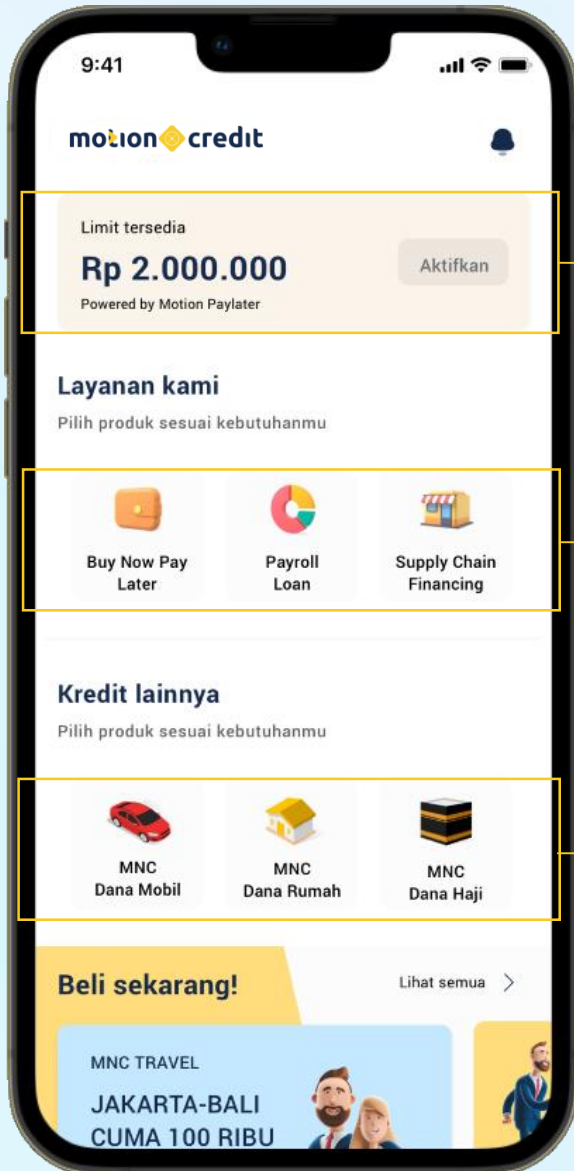 9:41
motion credit
Limit tersedia
Rp 2.000.000
Aktifkan
Powered by Motion Paylater
Layanan kami
Pilih produk sesuai kebutuhanmu
Buy Now Pay
Later
Payroll
Loan
Supply Chain
Financing
Kredit lainnya
Pilih produk sesuai kebutuhanmu
MNC
Dana Mobil
MNC
Dana Rumah
MNC
Dana Haji
Beli sekarang!
Lihat semua
MNC TRAVEL
JAKARTA-BALI
CUMA 100 RIBU